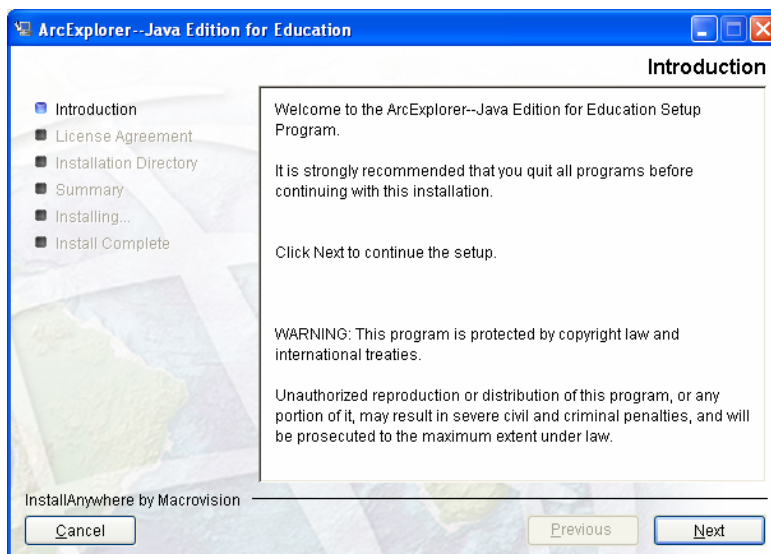 ArcExplorer--Java Edition for Education
Introduction
Introduction
License Agreement
Installation Directory
Summary
Installing...
Install Complete
Welcome to the ArcExplorer--Java Edition for Education Setup
Program.
It is strongly recommended that you quit all programs before
continuing with this installation.
Click Next to continue the setup.
WARNING: This program is protected by copyright law and
international treaties.
Unauthorized reproduction or distribution of this program, or any
portion of it, may result in severe civil and criminal penalties, and will
be prosecuted to the maximum extent under law.
InstallAnywhere by Macrovision
Cancel
Previous
Next